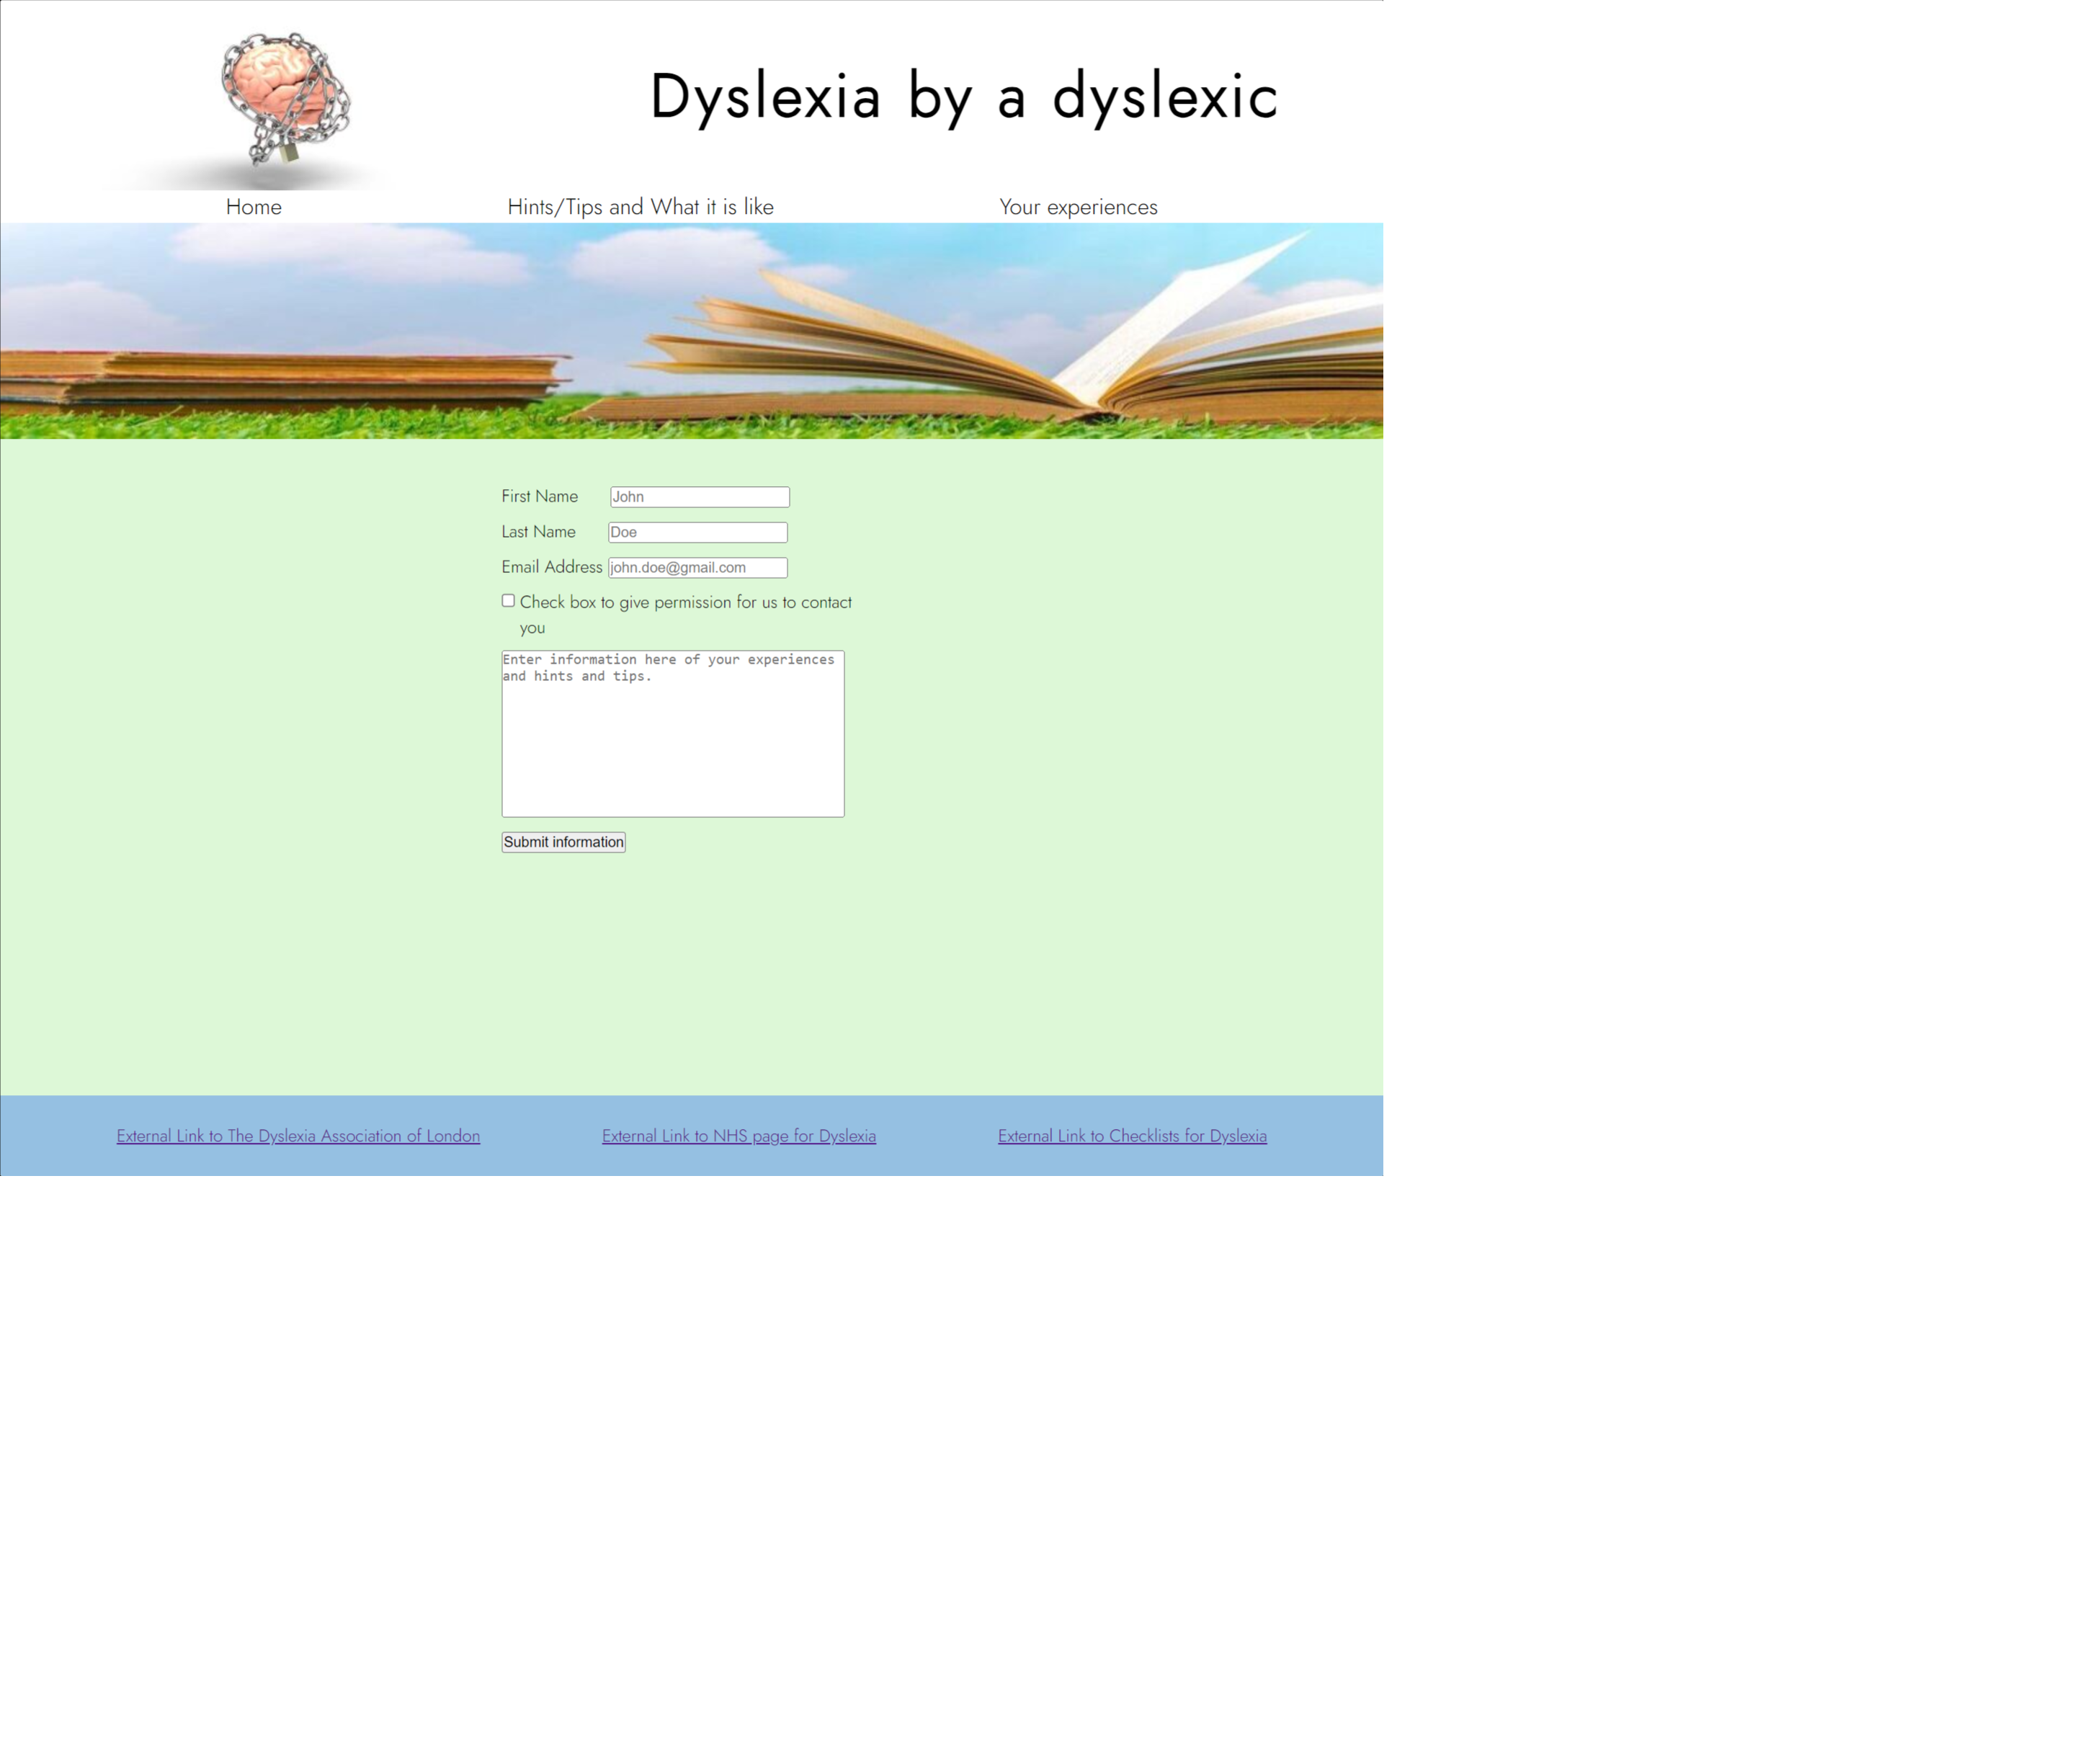 Dyslexia by a dyslexic
Home
Hints/Tips and What it is like
Your experiences
First Name
John
Last Name
Doe
Email Address
john.doe@gmail.com
Check box to give permission for us to contact
you
Enter information here of your experiences
and hints and tips.
Submit information
External Link to The Dyslexia Association of London
External Link to NHS page for Dyslexia
External Link to Checklists for Dyslexia